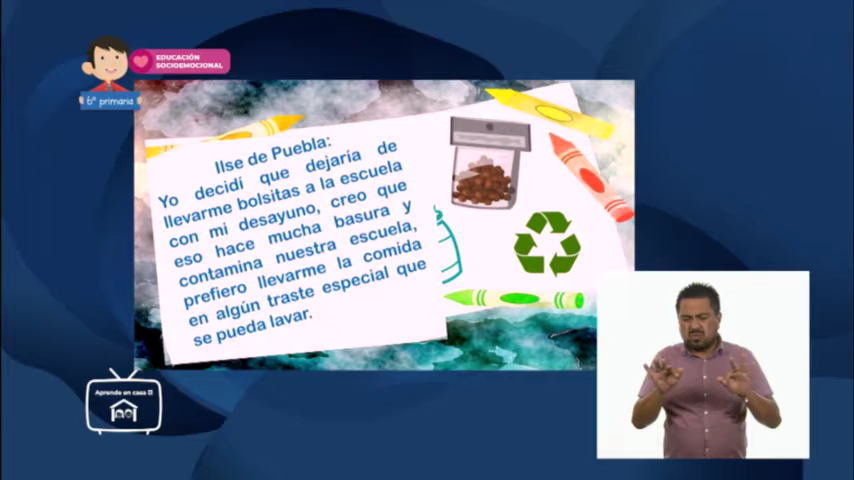 EDUCACIÓN
SOCIOEMOCIONAL
6° primaria
Ilse de Puebla:
Yo decidí que dejaría de
llevarme bolsitas a la escuela
con mi desayuno, creo que
eso hace mucha basura y
contamina nuestra escuela,
prefiero llevarme la comida
en algún traste especial que
se pueda lavar.
Aprende en casa II